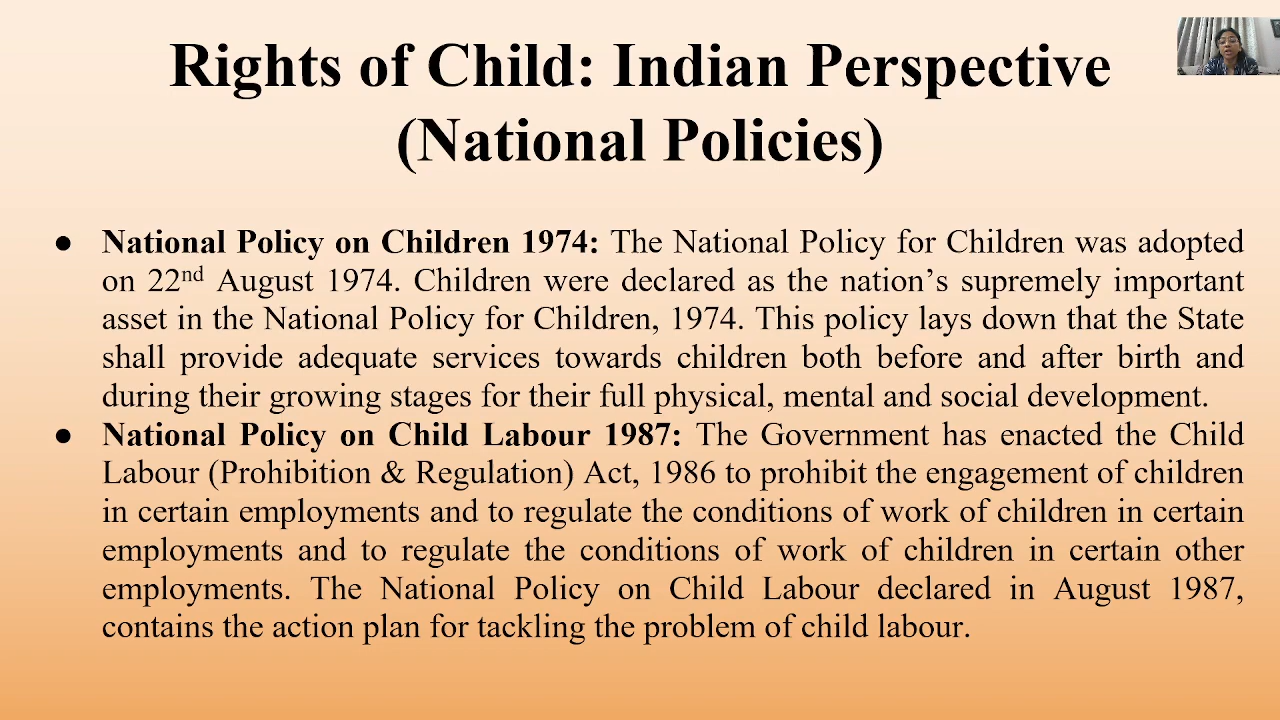 Rights of Child: Indian Perspective
(National Policies)
● National Policy on Children 1974: The National Policy for Children was adopted
on 22nd August 1974. Children were declared as the nation’s supremely important
asset in the National Policy for Children, 1974. This policy lays down that the State
shall provide adequate services towards children both before and after birth and
during their growing stages for their full physical, mental and social development.
● National Policy on Child Labour 1987: The Government has enacted the Child
Labour (Prohibition & Regulation) Act, 1986 to prohibit the engagement of children
in certain employments and to regulate the conditions of work of children in certain
employments and to regulate the conditions of work of children in certain other
employments. The National Policy on Child Labour declared in August 1987,
contains the action plan for tackling the problem of child labour.